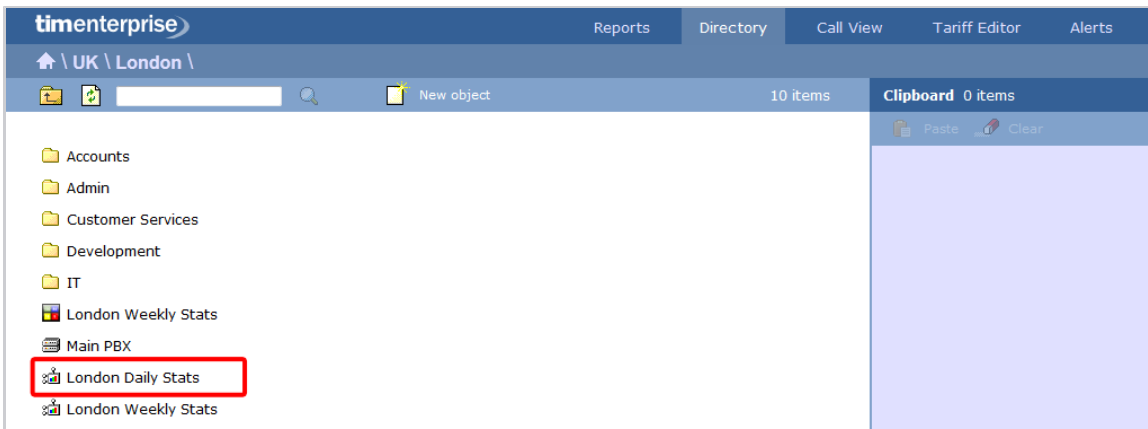 timenterprise
Reports Directory Call View Tariff Editor Alerts
\ UK \ London \
New object 10 items Clipboard 0 items
Paste Clear
Accounts
Admin
Customer Services
Development
IT
London Weekly Stats
Main PBX
London Daily Stats
London Weekly Stats